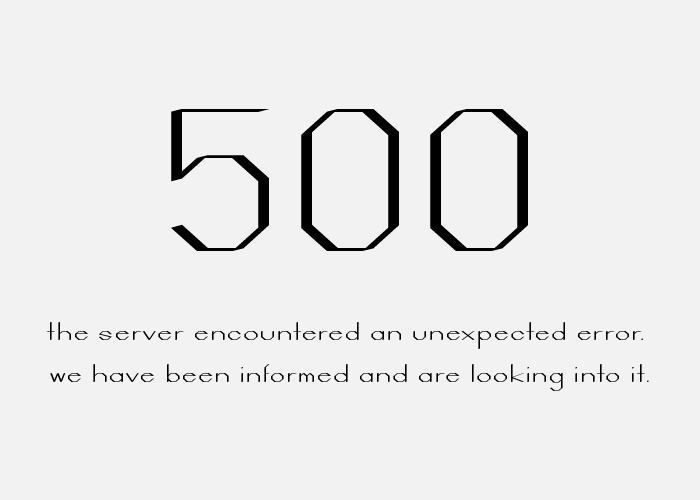 500
the server encountered an unexpected error.
we have been informed and are looking into it.